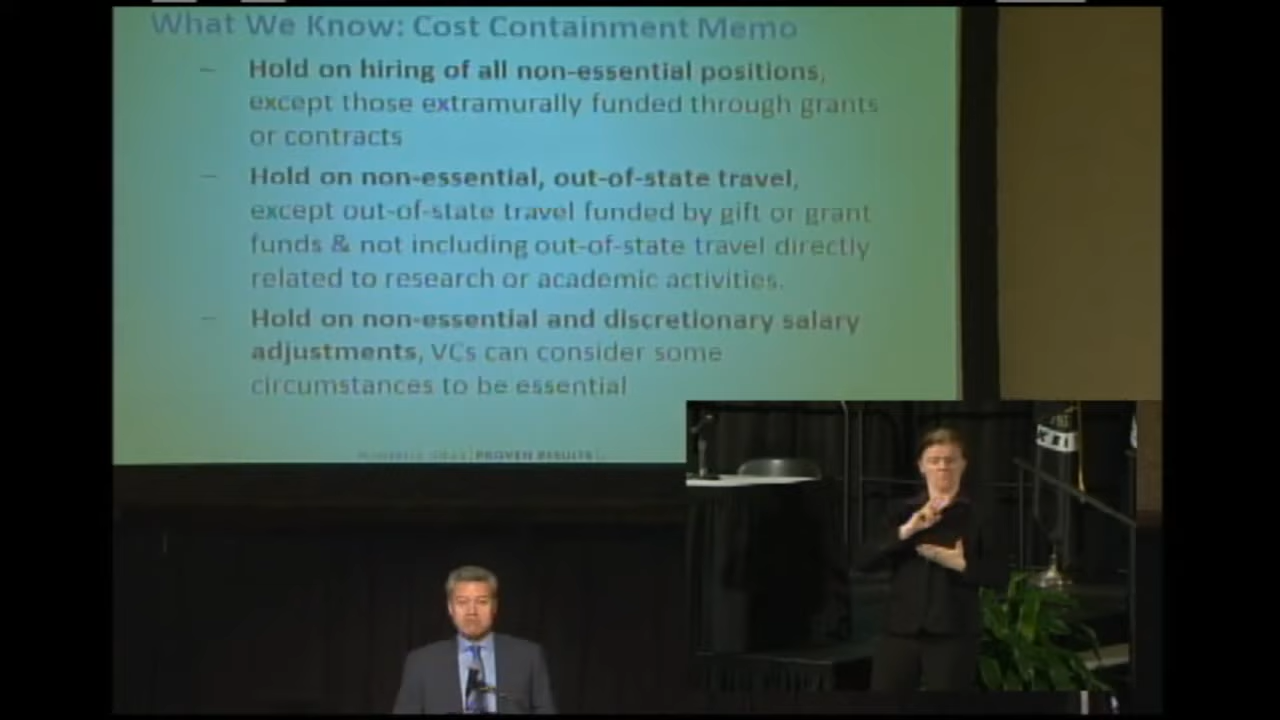 What We Know: Cost Containment Memo
– Hold on hiring of all non-essential positions,
except those extramurally funded through grants
or contracts
– Hold on non-essential, out-of-state travel,
except out-of-state travel funded by gift or grant
funds & not including out-of-state travel directly
related to research or academic activities.
– Hold on non-essential and discretionary salary
adjustments, VCs can consider some
circumstances to be essential
PROVEN RESULTS